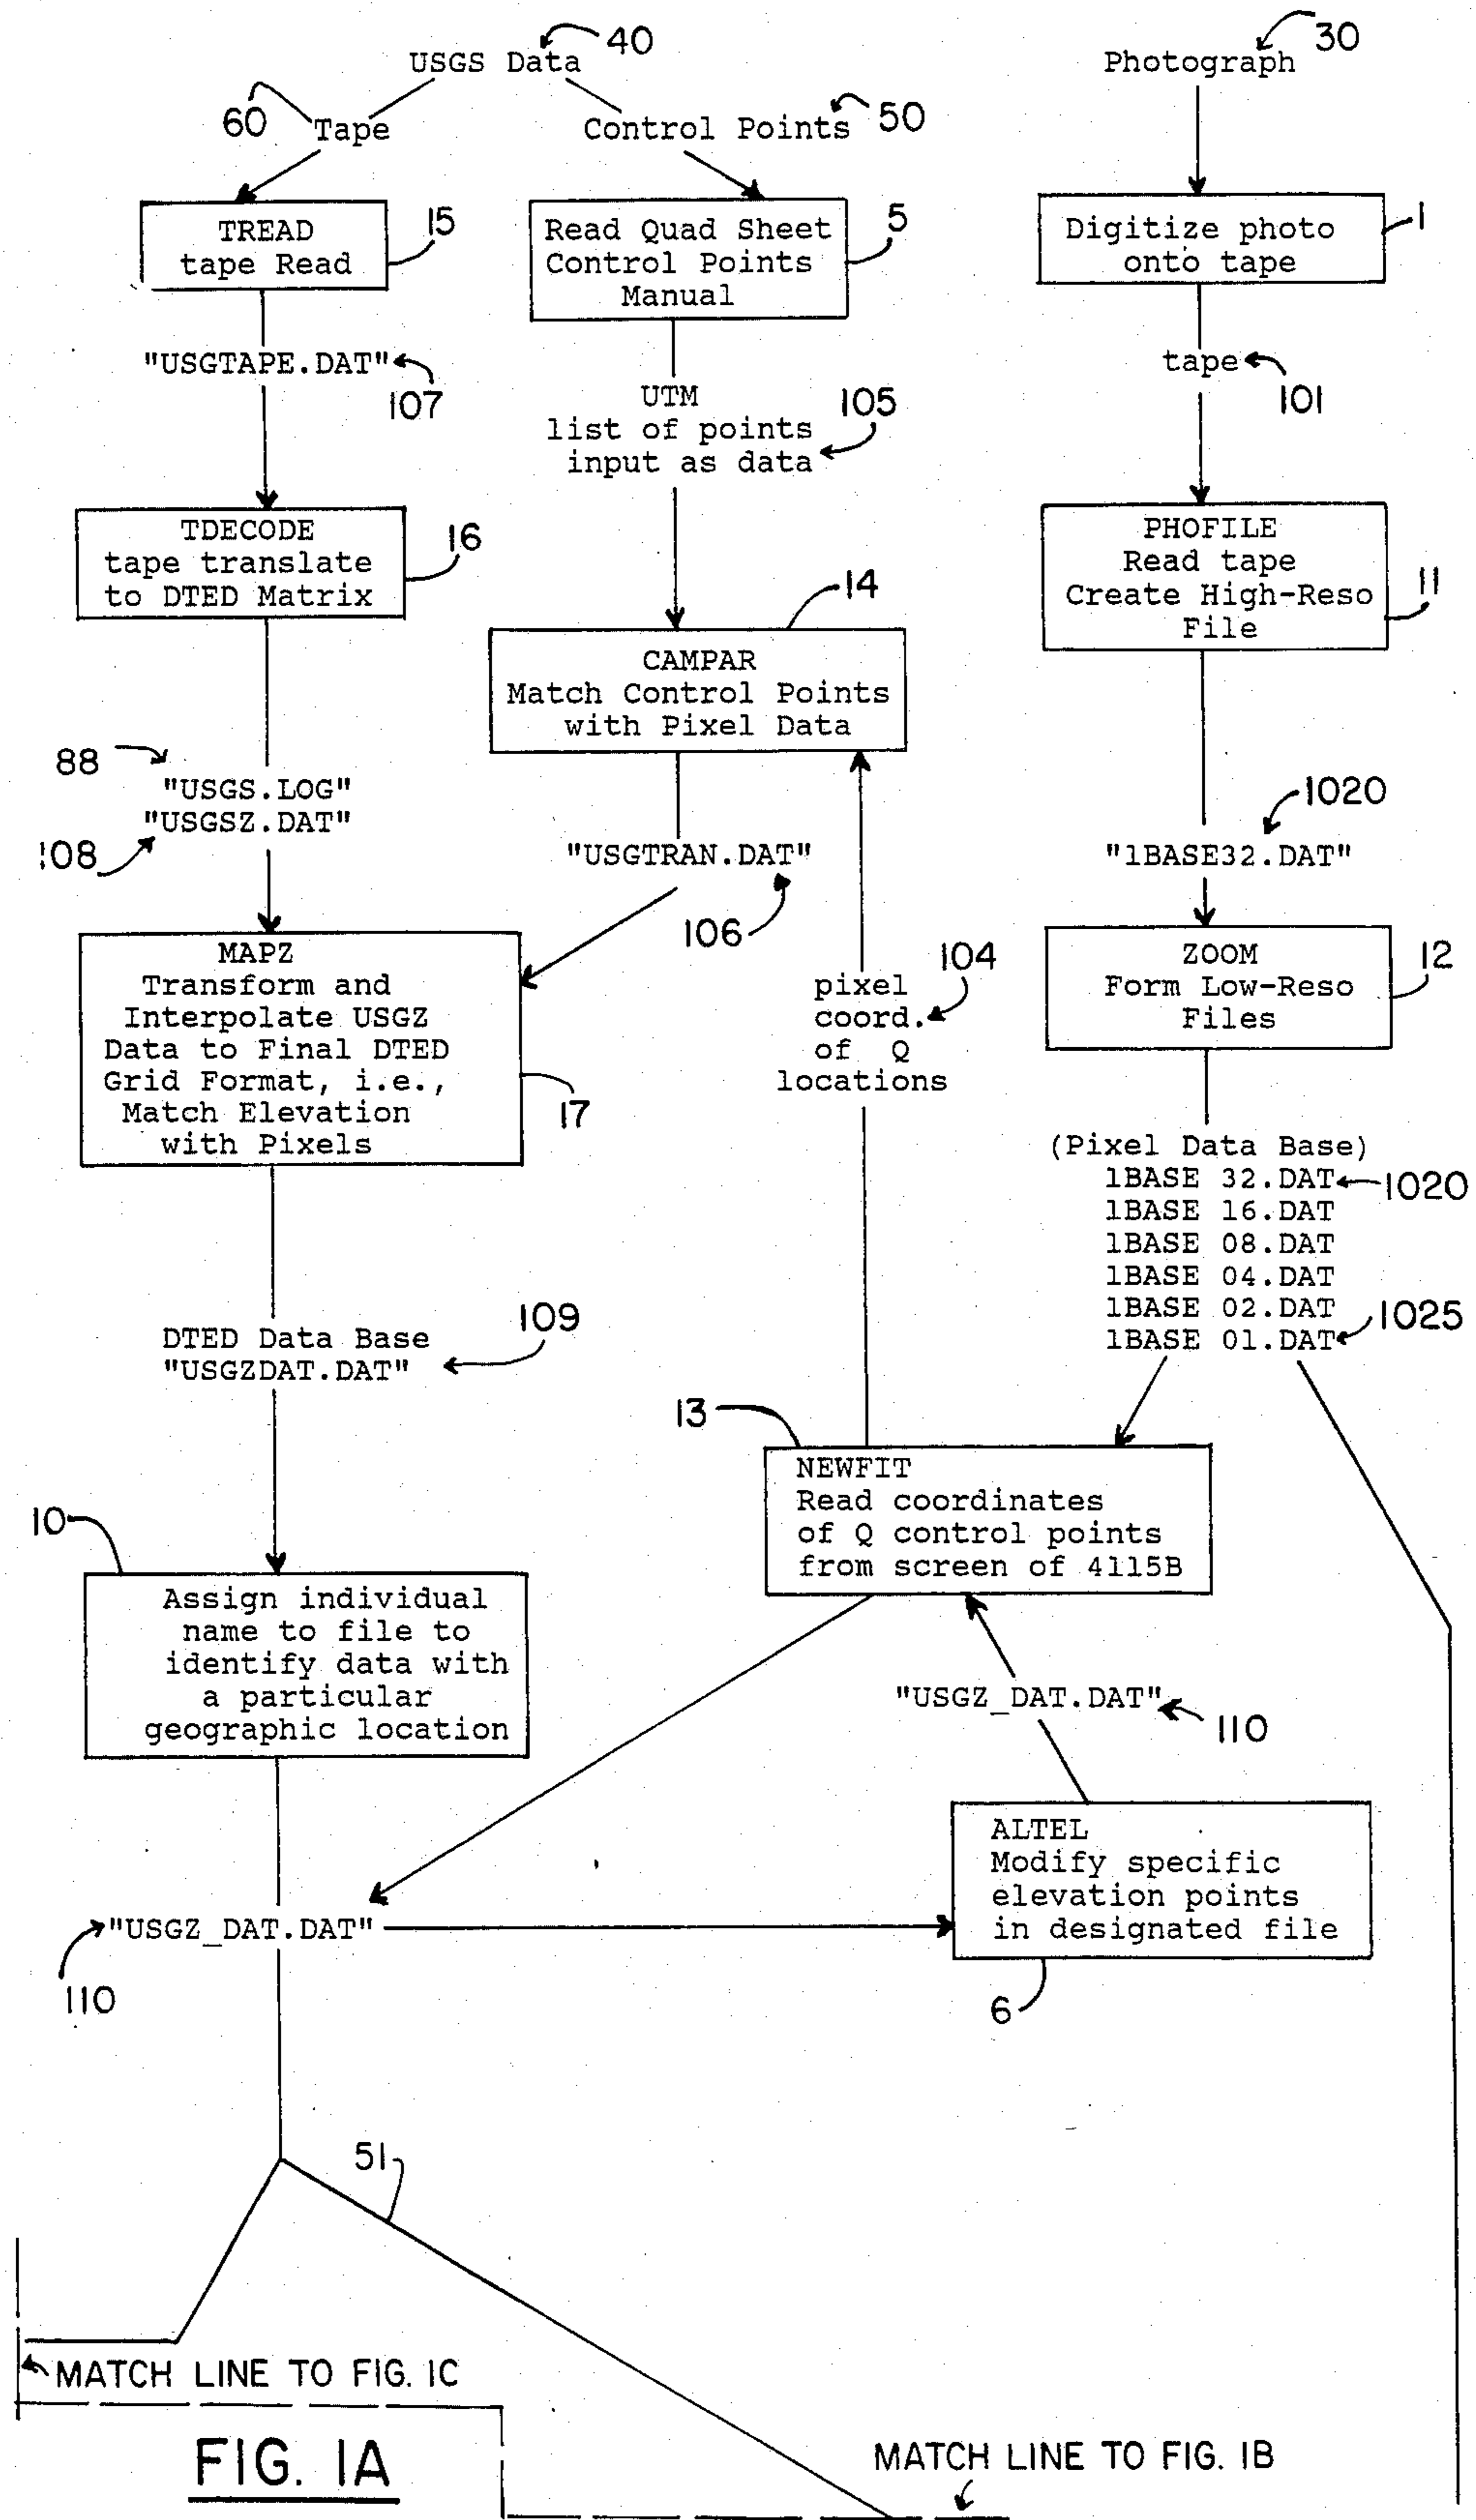 40
USGS Data
30
Photograph
60
Tape
50
Control Points
TREAD
tape Read
15
Read Quad Sheet
Control Points
Manual
5
Digitize photo
onto tape
1
"USGTAPE.DAT"
107
UTM
list of points
input as data
105
tape
101
TDECODE
tape translate
to DTED Matrix
16
14
CAMPAR
Match Control Points
with Pixel Data
PHOFILE
Read tape
Create High-Reso
File
11
88
"USGS.LOG"
"USGSZ.DAT"
108
"USGTRAN.DAT"
106
1020
"1BASE32.DAT"
MAPZ
Transform and
Interpolate USGZ
Data to Final DTED
Grid Format, i.e.,
Match Elevation
with Pixels
17
104
pixel
coord.
of Q
locations
ZOOM
Form Low-Reso
Files
12
(Pixel Data Base)
1BASE 32.DAT
1020
1BASE 16.DAT
1BASE 08.DAT
1BASE 04.DAT
1BASE 02.DAT
1BASE 01.DAT
1025
DTED Data Base
"USGZDAT.DAT"
109
13
NEWFIT
Read coordinates
of Q control points
from screen of 4115B
10
Assign individual
name to file to
identify data with
a particular
geographic location
"USGZ_DAT.DAT"
110
ALTEL
Modify specific
elevation points
in designated file
6
"USGZ_DAT.DAT"
110
51
MATCH LINE TO FIG. 1C
FIG. 1A
MATCH LINE TO FIG. 1B